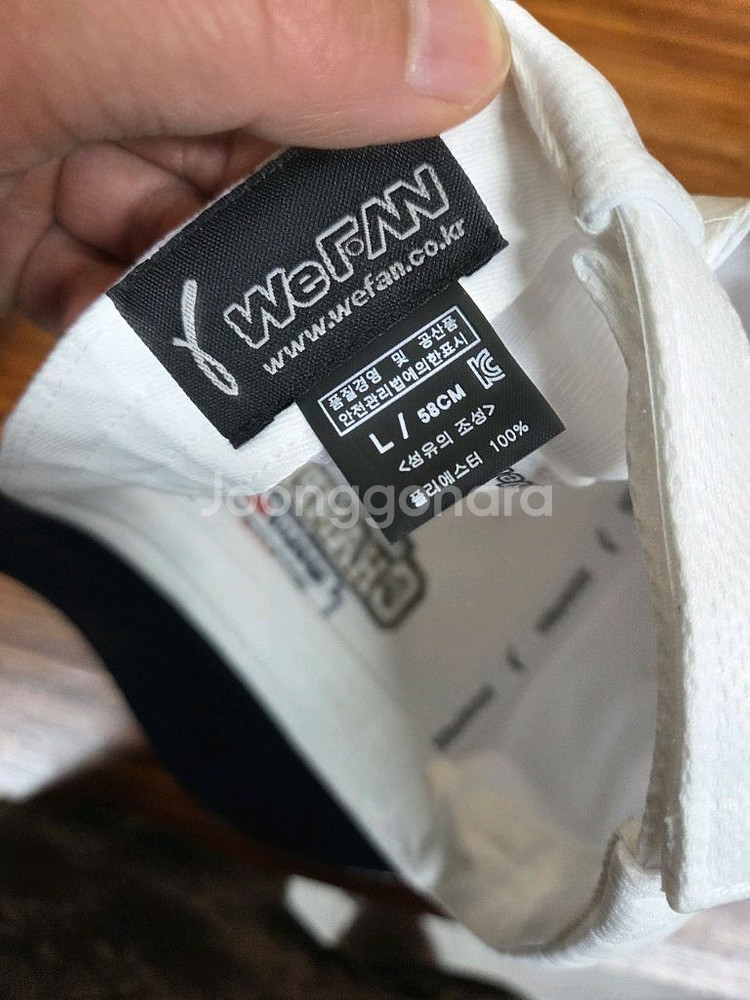 WeFAN
www.wefan.co.kr
품질경영 및 공산품
안전관리법에의한표시
L / 58CM
<섬유의 조성>
폴리에스터 100%
Joonggonara